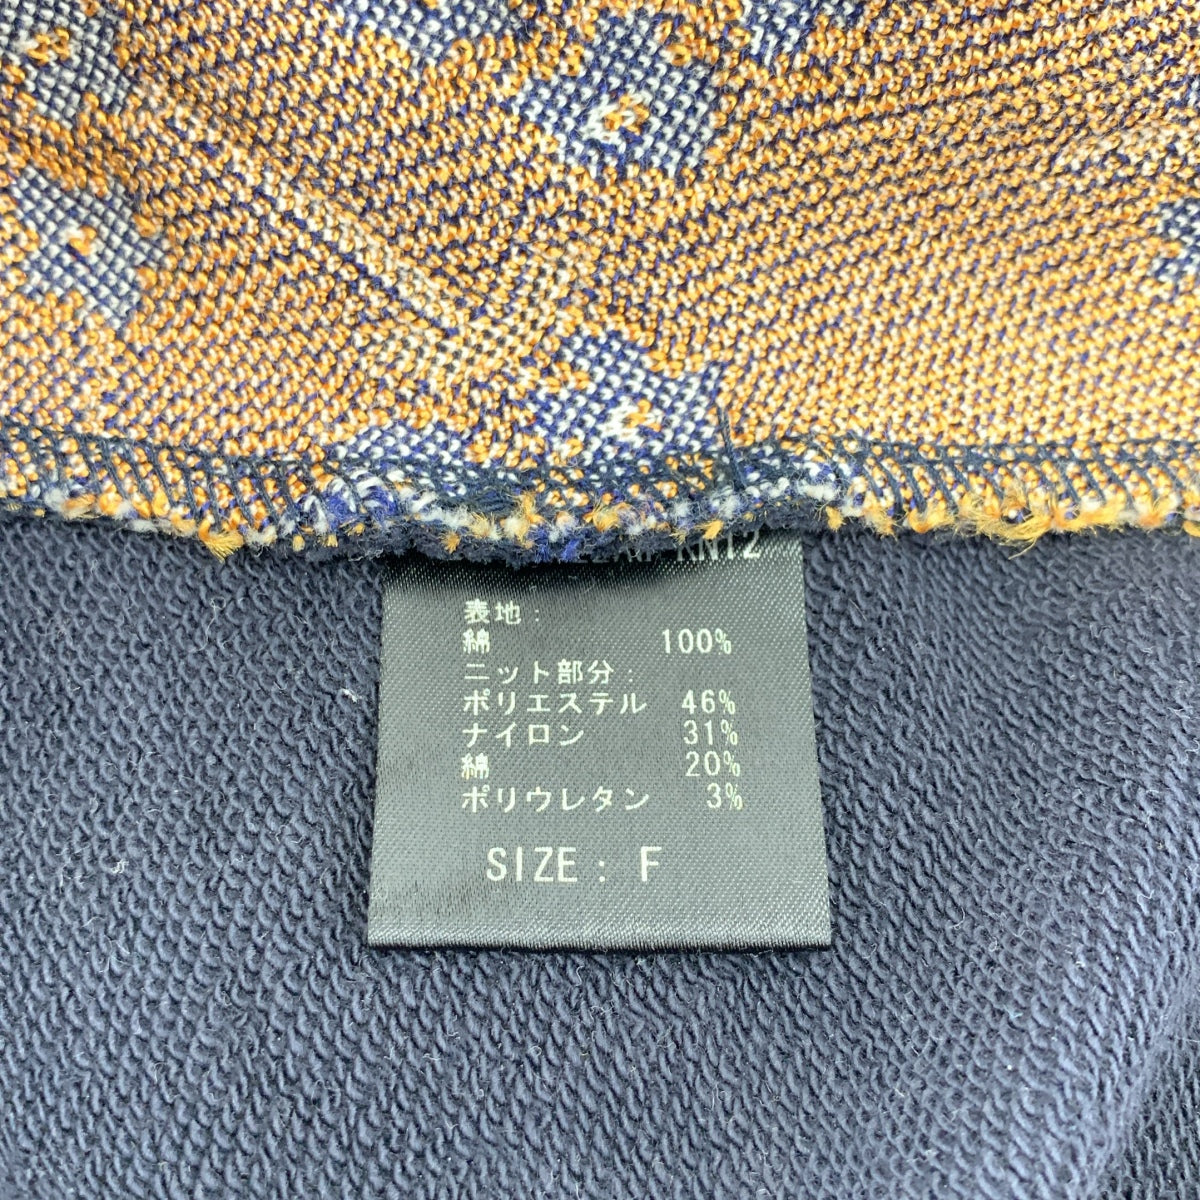 KNT2
表地:
綿 100%
ニット部分:
ポリエステル 46%
ナイロン 31%
綿 20%
ポリウレタン 3%
SIZE: F